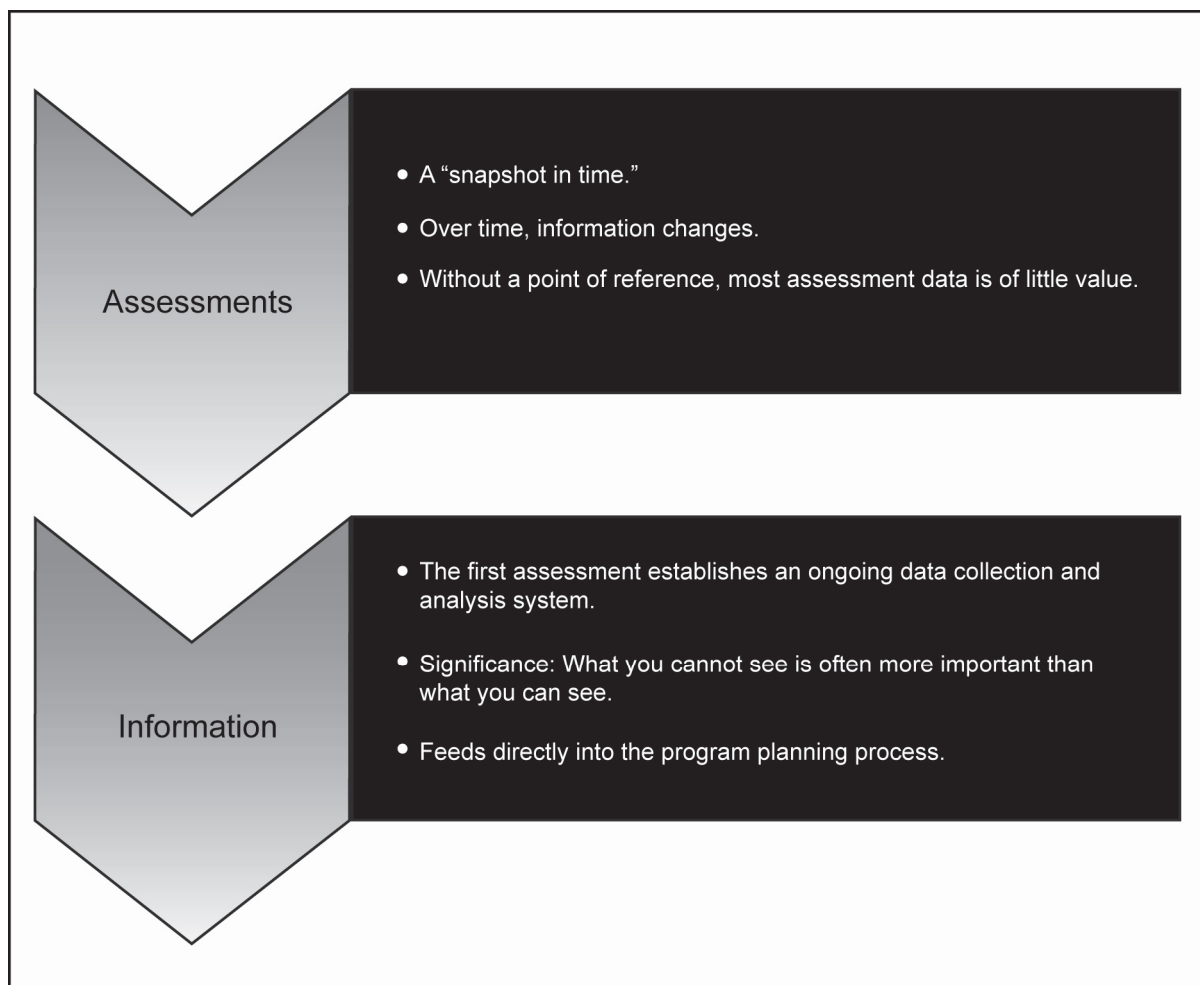 Assessments
• A “snapshot in time.”
• Over time, information changes.
• Without a point of reference, most assessment data is of little value.
Information
• The first assessment establishes an ongoing data collection and
analysis system.
• Significance: What you cannot see is often more important than
what you can see.
• Feeds directly into the program planning process.